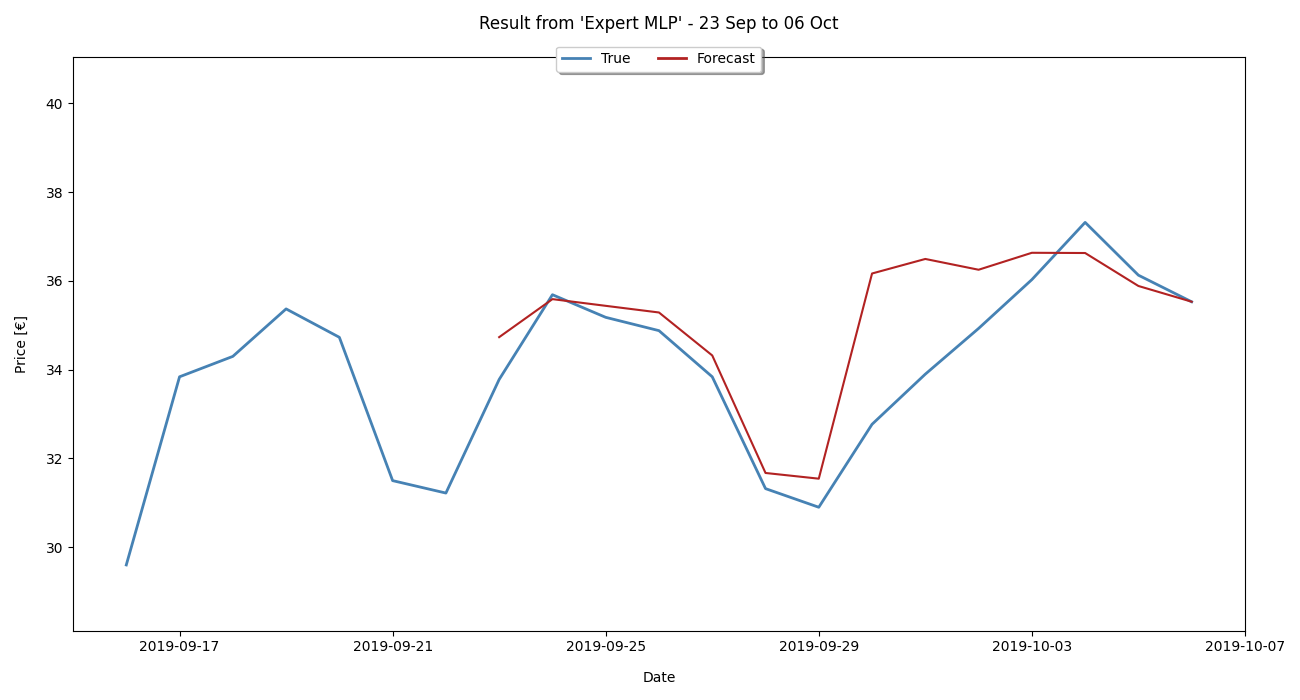 Result from 'Expert MLP' - 23 Sep to 06 Oct
True Forecast
40
38
36
34
32
30
Price [€]
2019-09-17 2019-09-21 2019-09-25 2019-09-29 2019-10-03 2019-10-07
Date